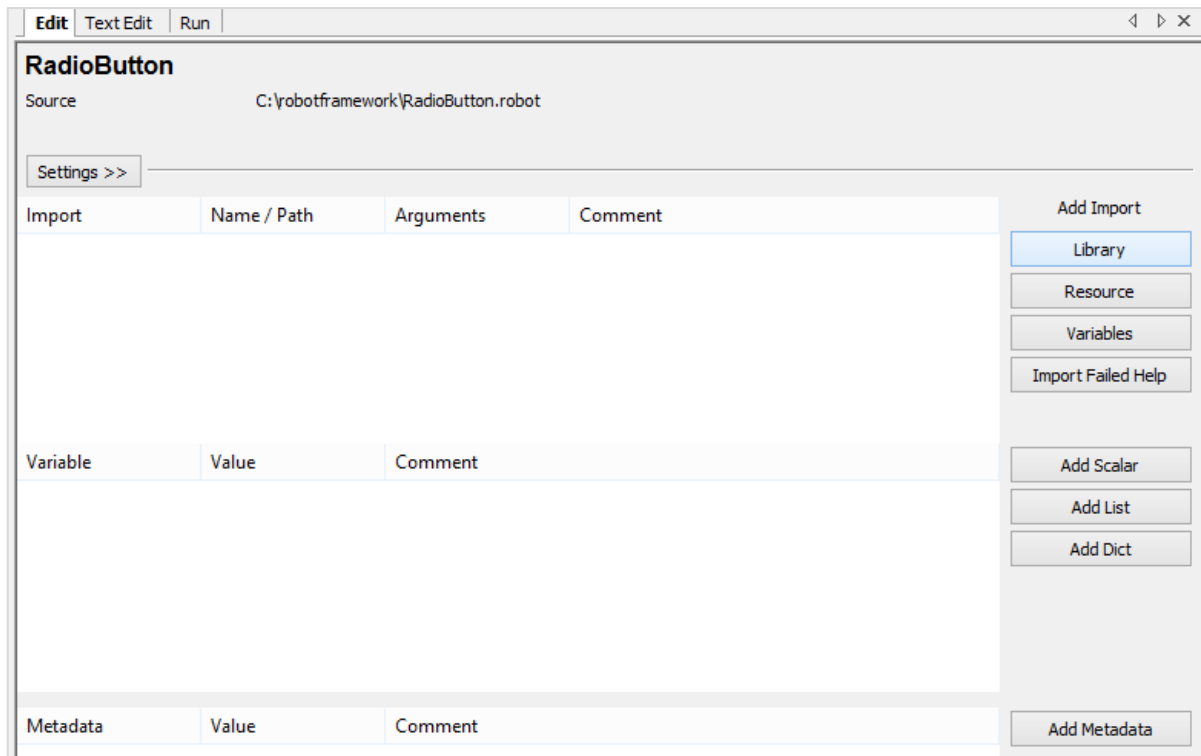 Edit Text Edit Run
RadioButton
Source C:\robotframework\RadioButton.robot
Settings >>
Import Name / Path Arguments Comment
Add Import
Library
Resource
Variables
Import Failed Help
Variable Value Comment
Add Scalar
Add List
Add Dict
Metadata Value Comment
Add Metadata